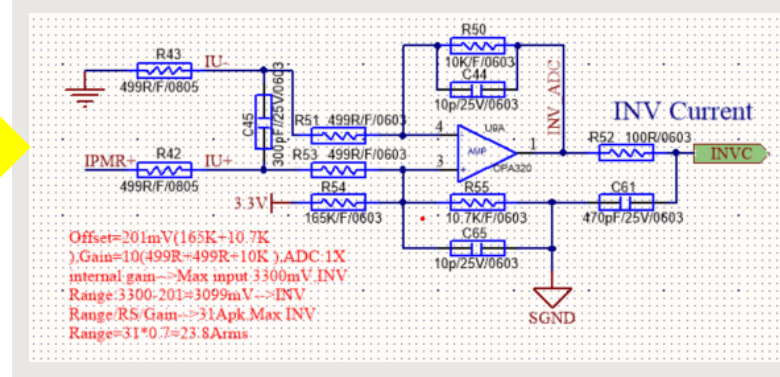 R50
R43
IU-
10K/F/0603
499R/F/0805
C44
C45
300pF/25V/0603
10p/25V/0603
INV_ADC
INV Current
R51 499R/F/0603
4
U9A
R52 100R/0603
AMP
1
INVC
IPMR+
R42
IU+
R53 499R/F/0603
3
+
OPA320
499R/F/0805
R54
R55
C61
3.3V
165K/F/0603
10.7K/F/0603
470pF/25V/0603
C65
10p/25V/0603
SGND
Offset=201mV(165K+10.7K
),Gain=10(499R+499R+10K ),ADC:1X
internal gain-->Max input 3300mV,INV
Range:3300-201=3099mV-->INV
Range/RS/Gain-->31Apk,Max INV
Range=31*0.7=23.8Arms